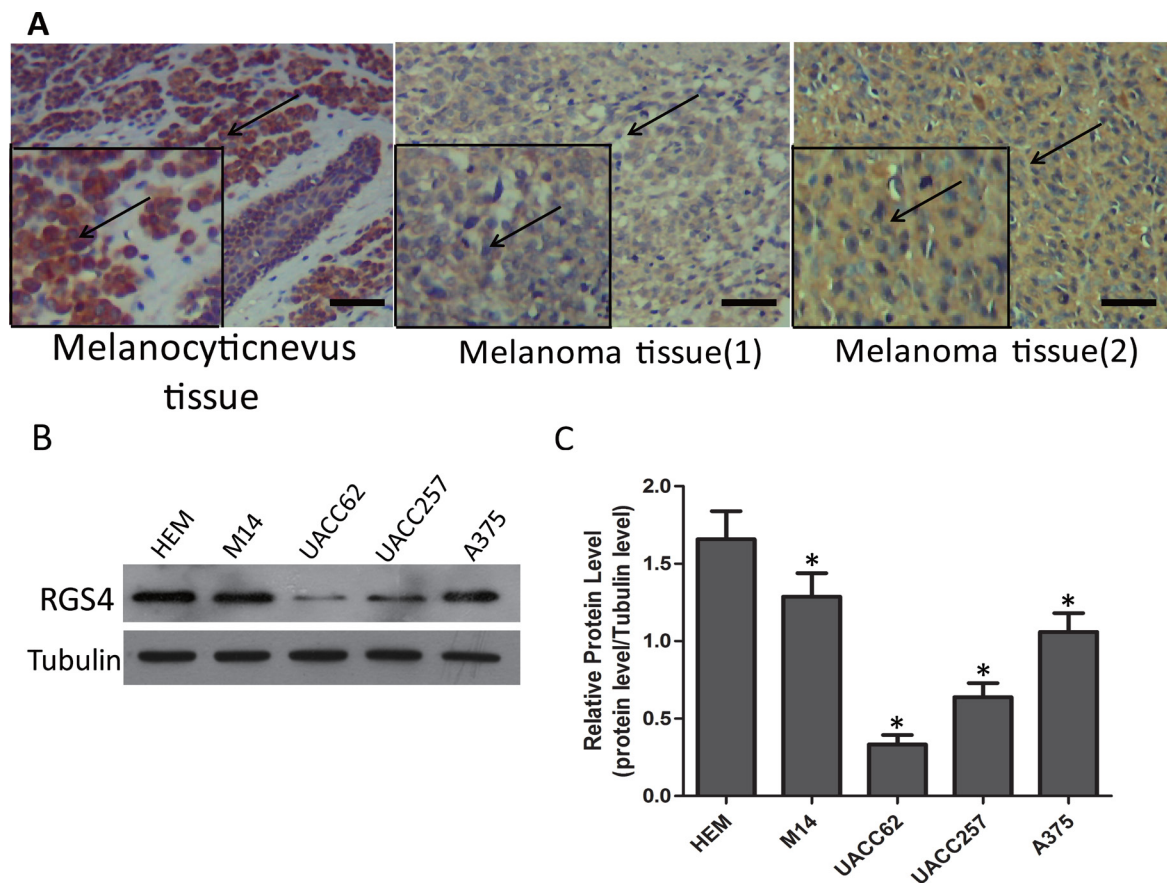 A
Melanocyticnevus
tissue
Melanoma tissue(1)
Melanoma tissue(2)
B
HEM
M14
UACC62
UACC257
A375
RGS4
Tubulin
C
Relative Protein Level
(protein level/Tubulin level)
2.0
1.5
1.0
0.5
0.0
*
*
*
*
HEM
M14
UACC62
UACC257
A375